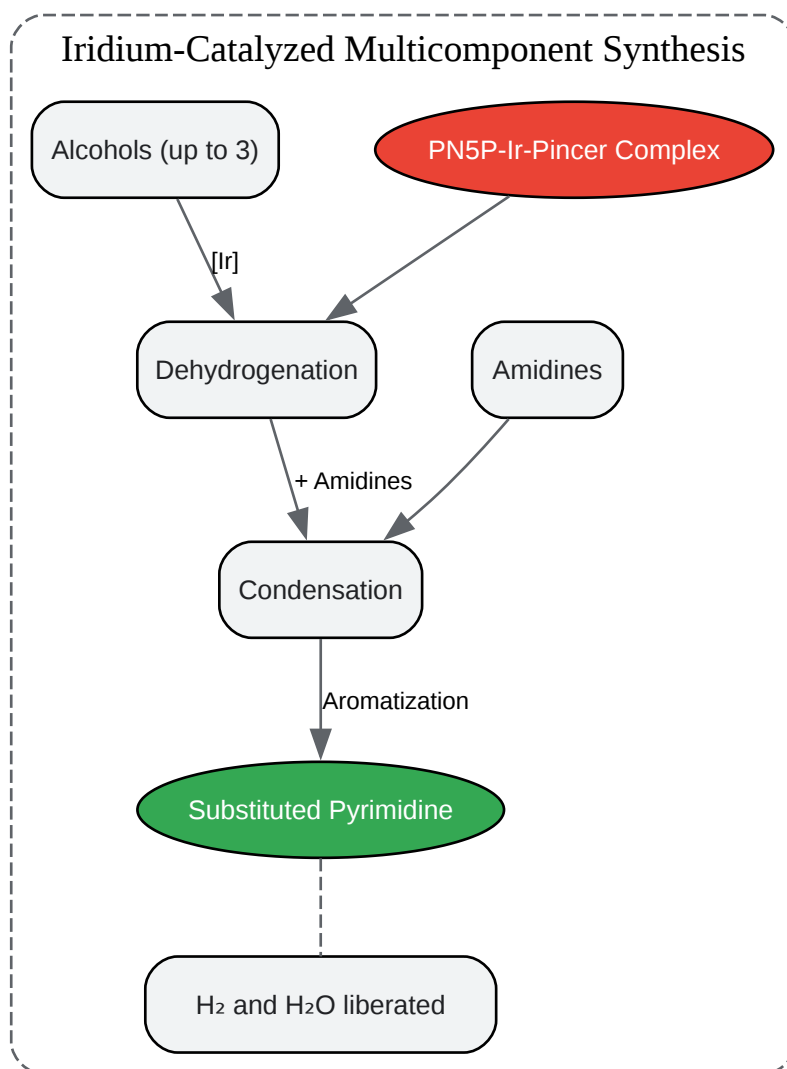 Iridium-Catalyzed Multicomponent Synthesis
Alcohols (up to 3)
PN5P-Ir-Pincer Complex
[Ir]
Dehydrogenation
Amidines
+ Amidines
Condensation
Aromatization
Substituted Pyrimidine
H₂ and H₂O liberated